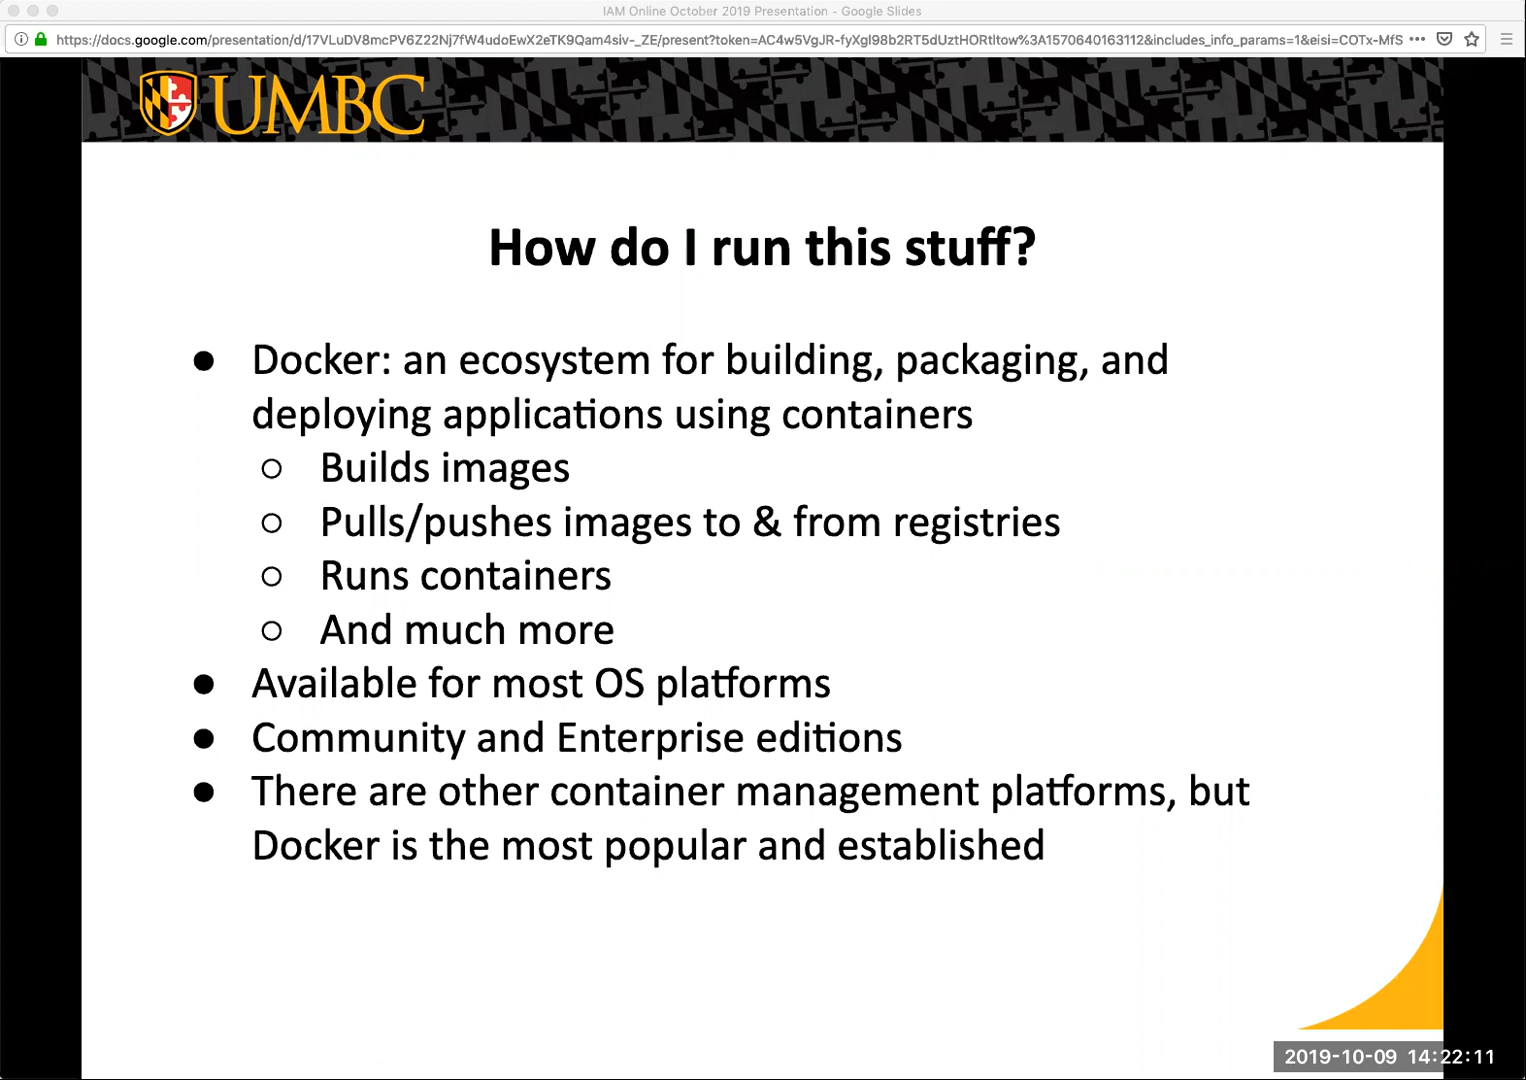 IAM Online October 2019 Presentation - Google Slides
https://docs.google.com/presentation/d/17VLuDV8mcPV6Z22Nj7fW4udoEwX2eTK9Qam4siv-_ZE/present?token=AC4w5VgJR-fyXgl98b2RT5dUztHORtltow%3A1570640163112&includes_info_params=1&eisi=COTx-MfS
UMBC
How do I run this stuff?
● Docker: an ecosystem for building, packaging, and
deploying applications using containers
○ Builds images
○ Pulls/pushes images to & from registries
○ Runs containers
○ And much more
● Available for most OS platforms
● Community and Enterprise editions
● There are other container management platforms, but
Docker is the most popular and established
2019-10-09 14:22:11